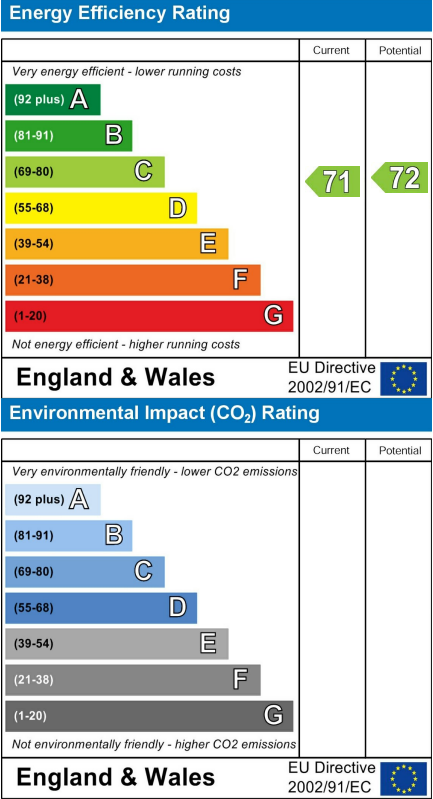 Energy Efficiency Rating
Current Potential
Very energy efficient - lower running costs
(92 plus) A
(81-91) B
(69-80) C
71 72
(55-68) D
(39-54) E
(21-38) F
(1-20) G
Not energy efficient - higher running costs
England & Wales
EU Directive
2002/91/EC
Environmental Impact (CO₂) Rating
Current Potential
Very environmentally friendly - lower CO2 emissions
(92 plus) A
(81-91) B
(69-80) C
(55-68) D
(39-54) E
(21-38) F
(1-20) G
Not environmentally friendly - higher CO2 emissions
England & Wales
EU Directive
2002/91/EC